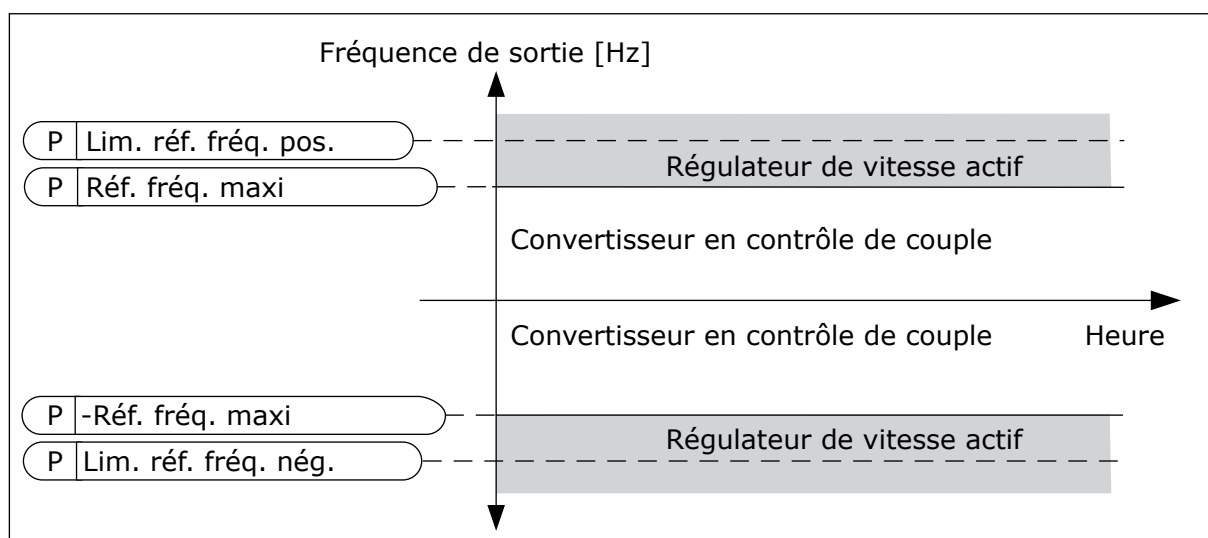 Fréquence de sortie [Hz]
P Lim. réf. fréq. pos.
P Réf. fréq. maxi
Régulateur de vitesse actif
Convertisseur en contrôle de couple
Convertisseur en contrôle de couple
Heure
P -Réf. fréq. maxi
Régulateur de vitesse actif
P Lim. réf. fréq. nég.